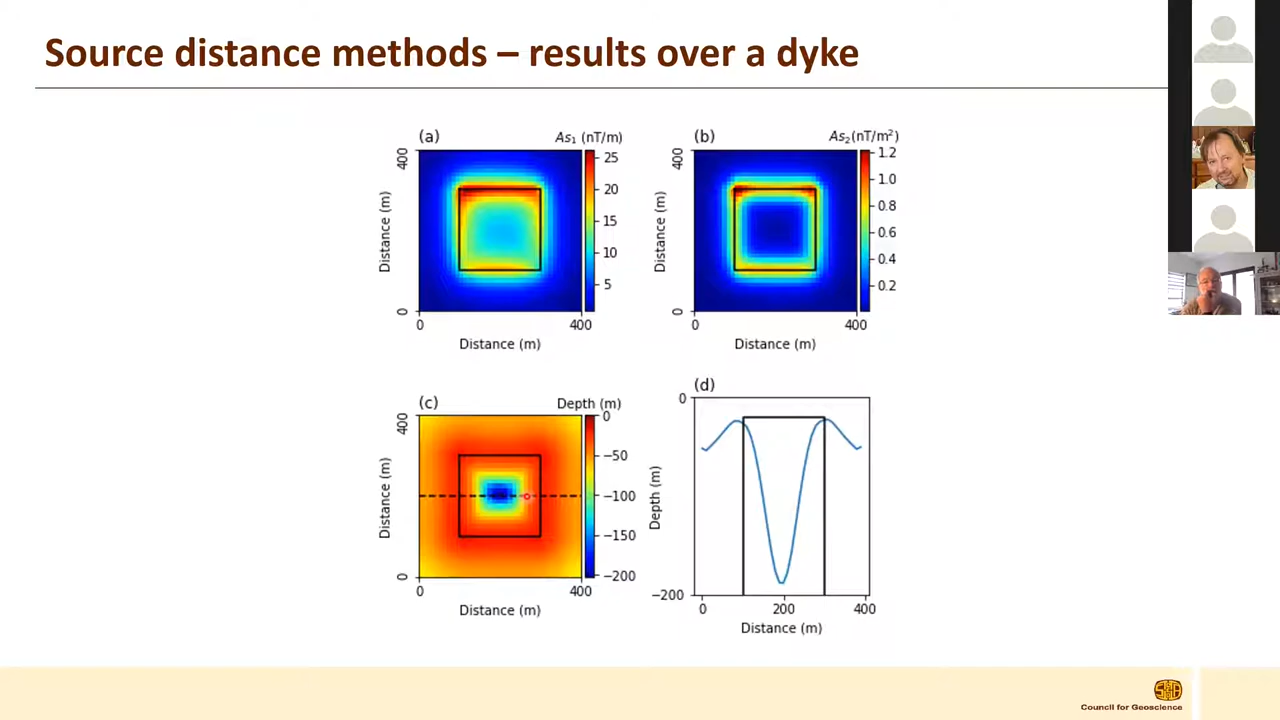 Source distance methods – results over a dyke
(a)
As₁ (nT/m)
400
Distance (m)
0
0
400
Distance (m)
25
20
15
10
5
(b)
As₂(nT/m²)
400
Distance (m)
0
0
400
Distance (m)
1.2
1.0
0.8
0.6
0.4
0.2
(c)
Depth (m)
400
Distance (m)
0
0
400
Distance (m)
0
−50
−100
−150
−200
(d)
0
Depth (m)
−200
0
200
400
Distance (m)
Council for Geoscience